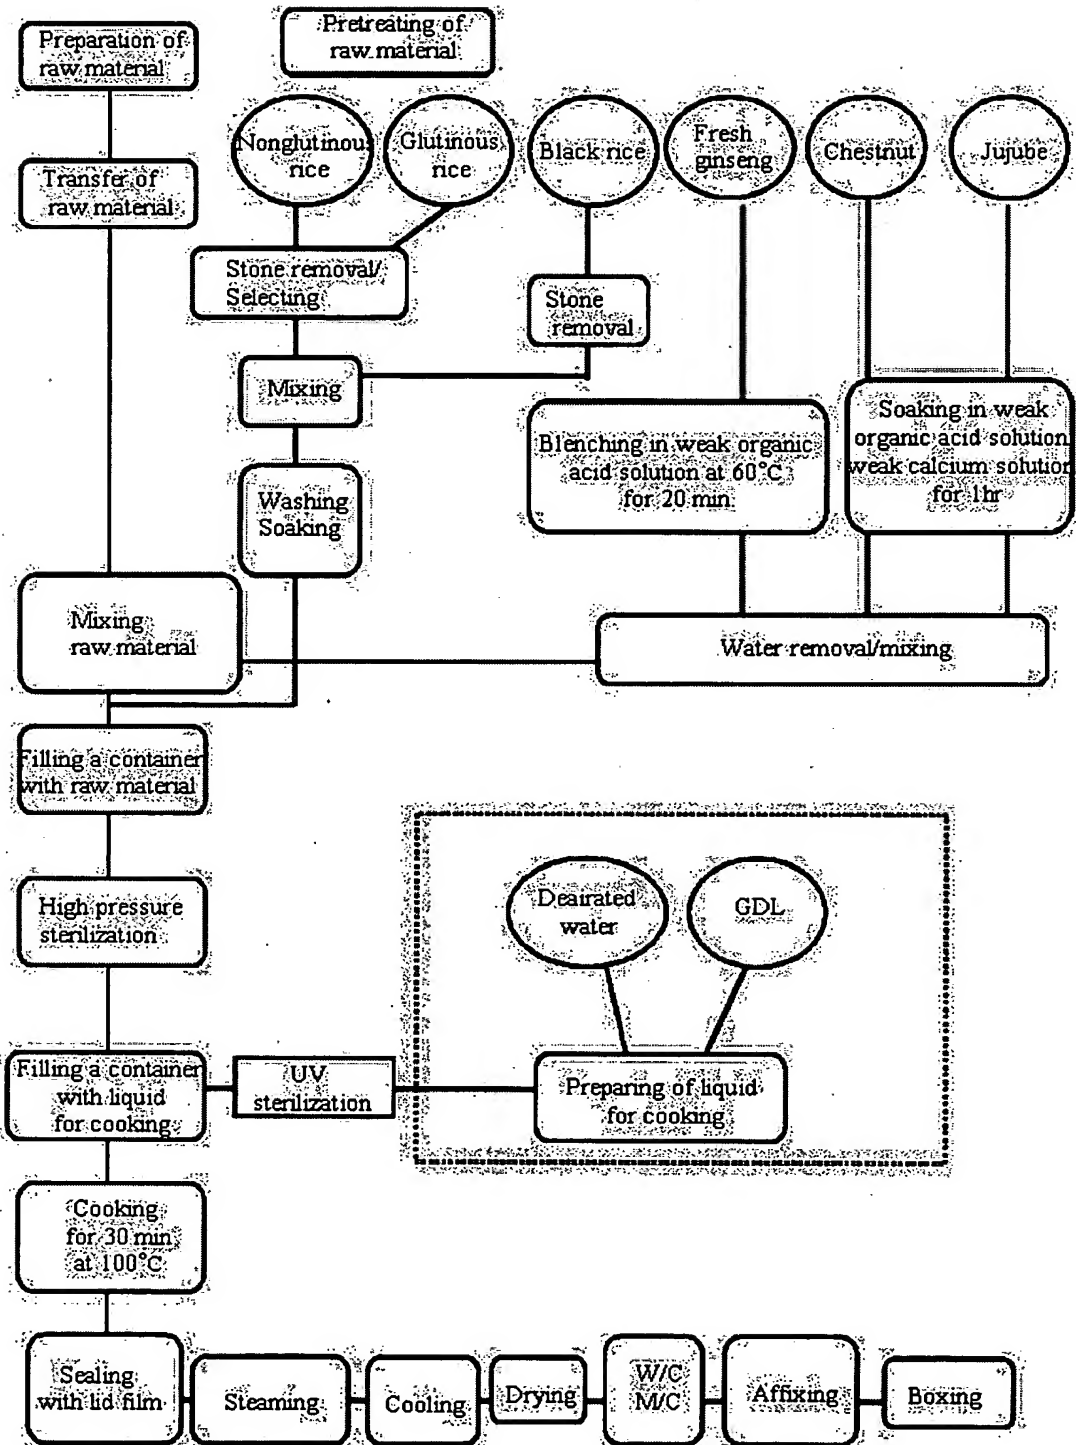 Preparation of
raw material
Pretreating of
raw material
Transfer of
raw material
Nonglutinous
rice
Glutinous
rice
Black rice
Fresh
ginseng
Chestnut
Jujube
Stone removal/
Selecting
Stone
removal
Mixing
Blenching in weak organic
acid solution at 60°C
for 20 min
Soaking in weak
organic acid solution
weak calcium solution
for 1hr
Washing
Soaking
Mixing
raw material
Water removal/mixing
Filling a container
with raw material
High pressure
sterilization
Deairated
water
GDL
Filling a container
with liquid
for cooking
UV
sterilization
Preparing of liquid
for cooking
Cooking
for 30 min
at 100°C
Sealing
with lid film
Steaming
Cooling
Drying
W/C
M/C
Affixing
Boxing